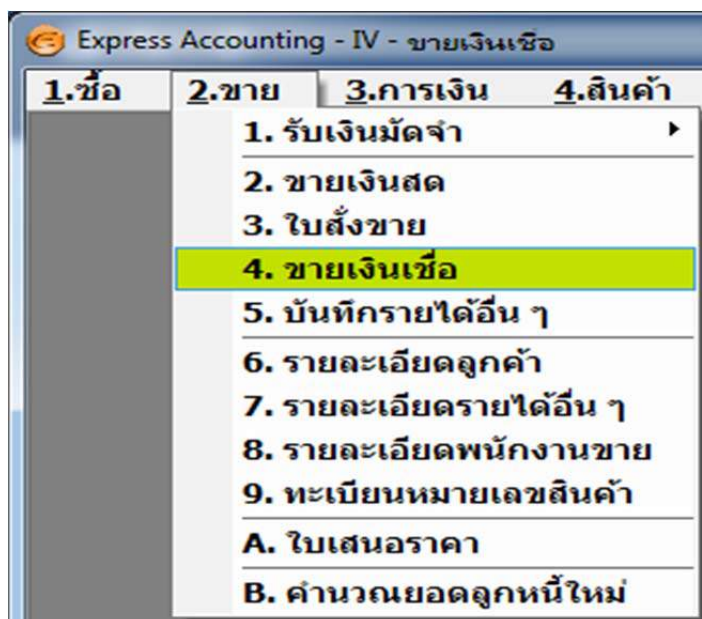 Express Accounting - IV - ขายเงินเชื่อ
1.ซื้อ 2.ขาย 3.การเงิน 4.สินค้า
1. รับเงินมัดจำ
2. ขายเงินสด
3. ใบสั่งขาย
4. ขายเงินเชื่อ
5. บันทึกรายได้อื่น ๆ
6. รายละเอียดลูกค้า
7. รายละเอียดรายได้อื่น ๆ
8. รายละเอียดพนักงานขาย
9. ทะเบียนหมายเลขสินค้า
A. ใบเสนอราคา
B. คำนวณยอดลูกหนี้ใหม่